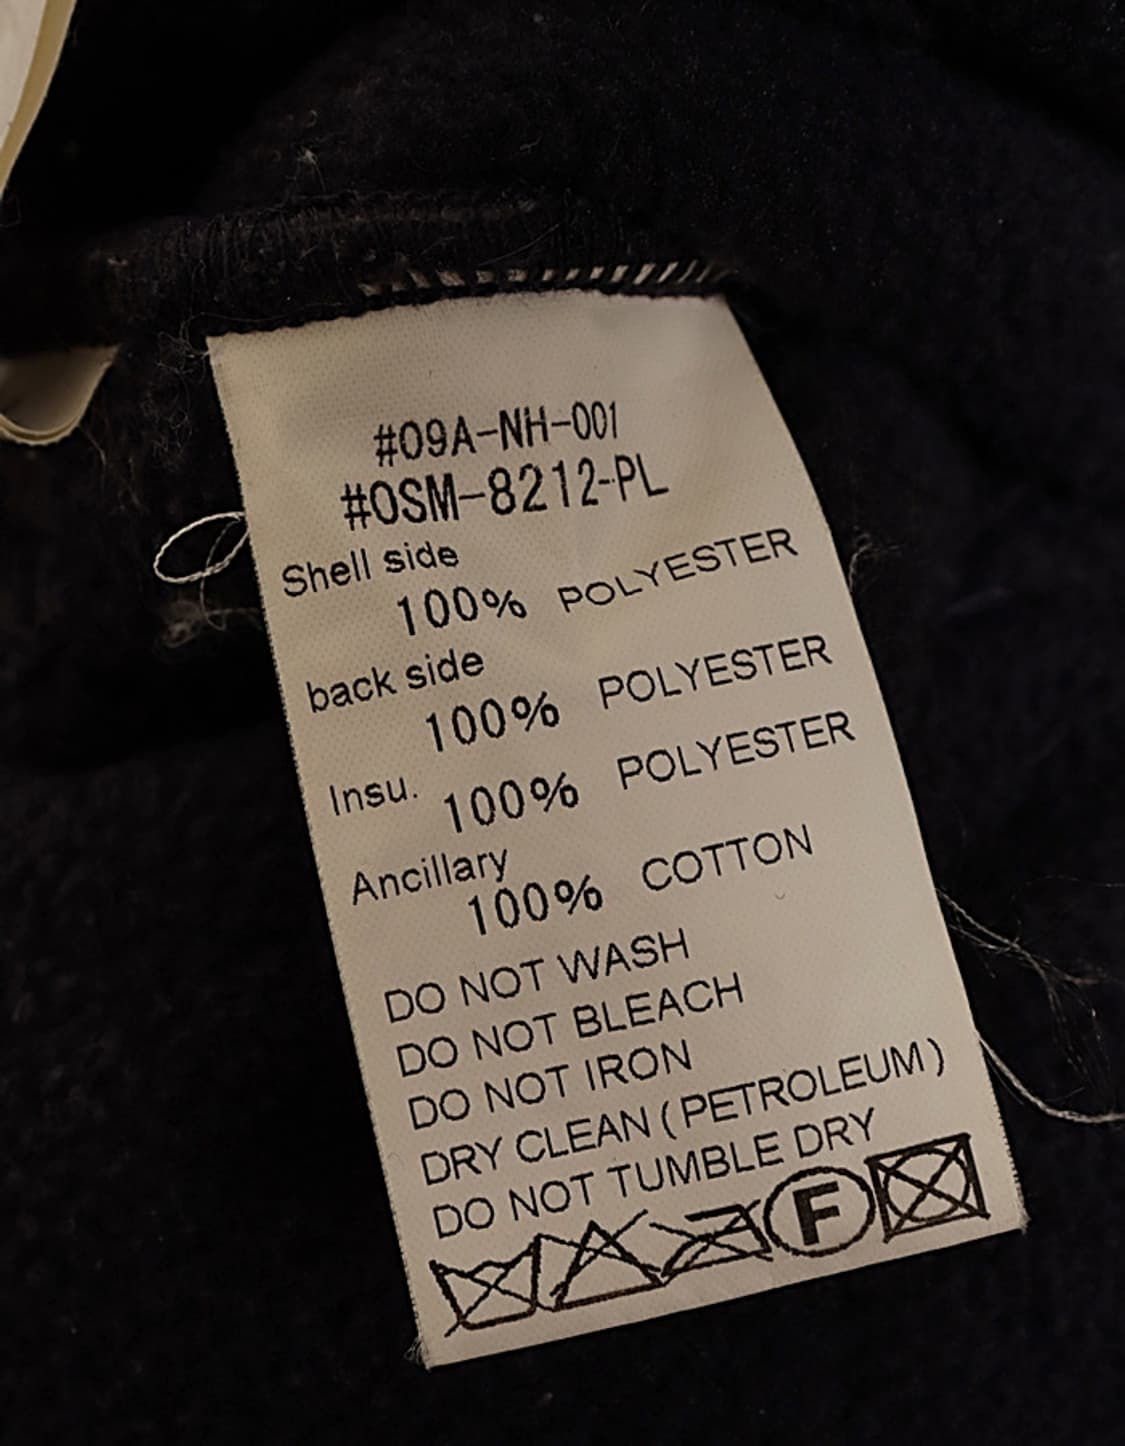 #09A-NH-001
#OSM-8212-PL
Shell side
100% POLYESTER
back side
100% POLYESTER
Insu. 100% POLYESTER
Ancillary
100% COTTON
DO NOT WASH
DO NOT BLEACH
DO NOT IRON
DRY CLEAN (PETROLEUM)
DO NOT TUMBLE DRY
F